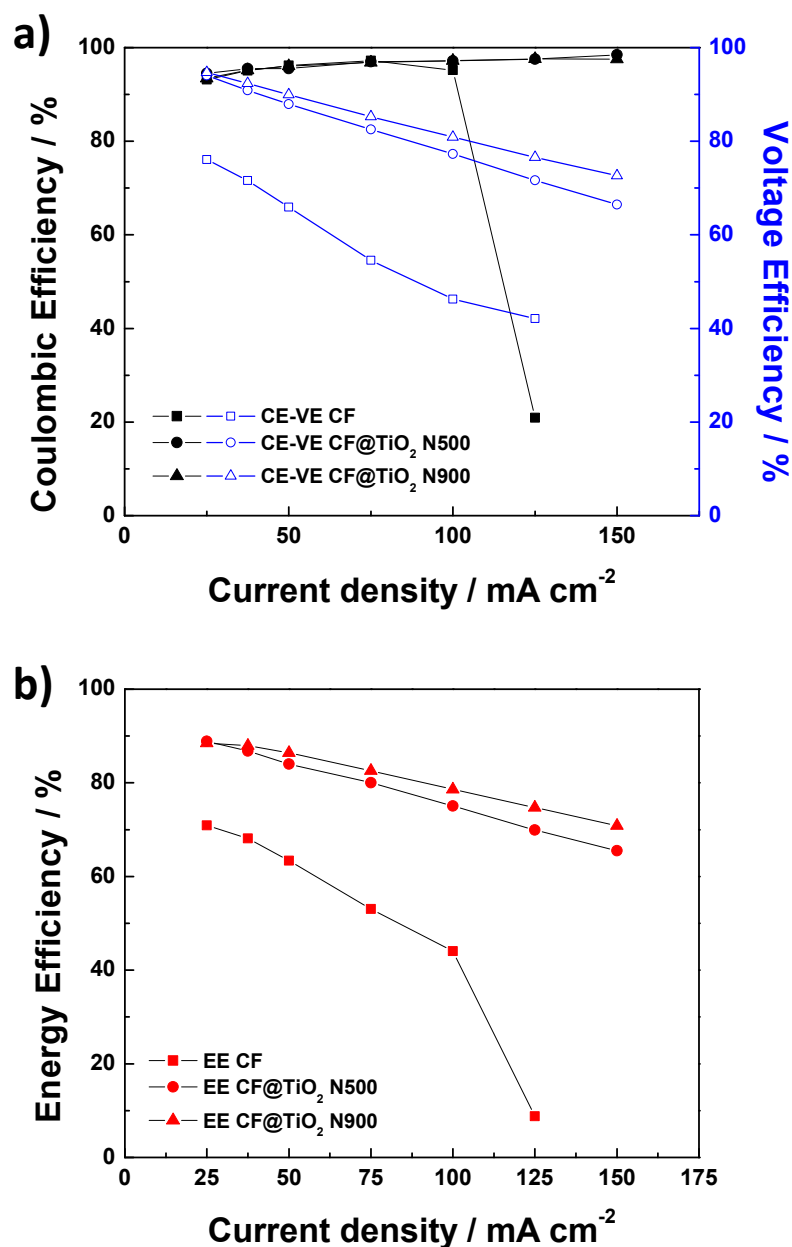 a)
100
80
60
40
20
0
Coulombic Efficiency / %
100
80
60
40
20
0
Voltage Efficiency / %
CE-VE CF
CE-VE CF@TiO₂ N500
CE-VE CF@TiO₂ N900
0 50 100 150
Current density / mA cm⁻²
b)
100
80
60
40
20
0
Energy Efficiency / %
EE CF
EE CF@TiO₂ N500
EE CF@TiO₂ N900
0 25 50 75 100 125 150 175
Current density / mA cm⁻²